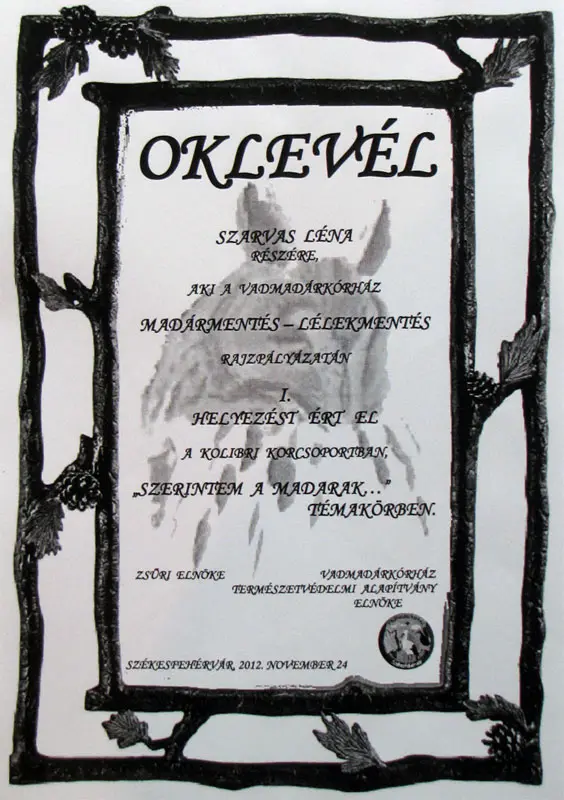 OKLEVÉL
SZARVAS LÉNA
RÉSZÉRE,
AKI A VADMADÁRKÓRHÁZ
MADÁRMENTÉS – LÉLEKMENTÉS
RAJZPÁLYÁZATÁN
I.
HELYEZÉST ÉRT EL
A KOLIBRI KORCSOPORTBAN,
„SZERINTEM A MADARAK…”
TÉMAKÖRBEN.
ZSŰRI ELNÖKE
VADMADÁRKÓRHÁZ
TERMÉSZETVÉDELMI ALAPÍTVÁNY
ELNÖKE
SZÉKESFEHÉRVÁR, 2012. NOVEMBER 24